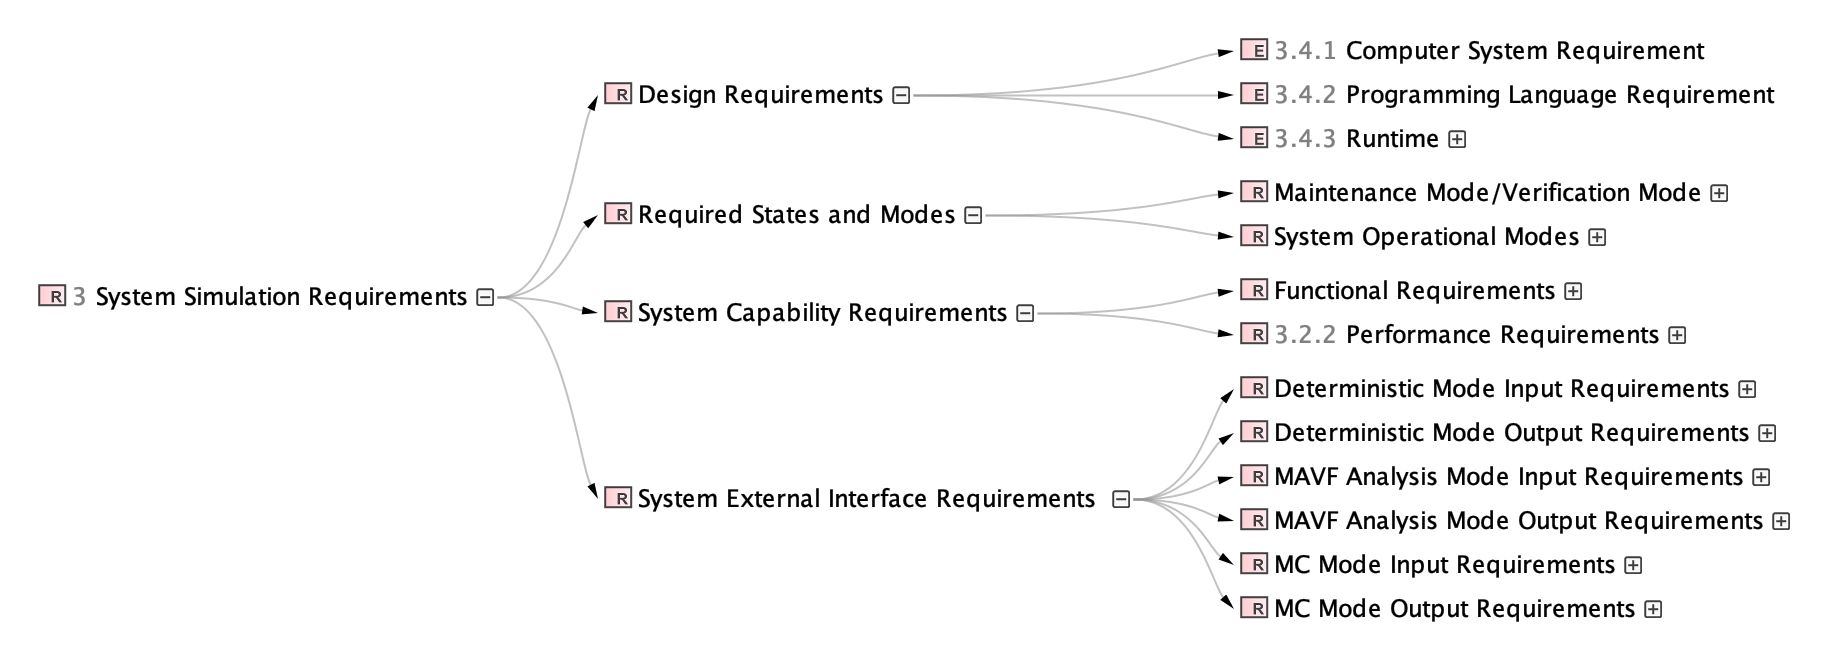 R 3 System Simulation Requirements
R Design Requirements
E 3.4.1 Computer System Requirement
E 3.4.2 Programming Language Requirement
E 3.4.3 Runtime
R Required States and Modes
R Maintenance Mode/Verification Mode
R System Operational Modes
R System Capability Requirements
R Functional Requirements
R 3.2.2 Performance Requirements
R System External Interface Requirements
R Deterministic Mode Input Requirements
R Deterministic Mode Output Requirements
R MAVF Analysis Mode Input Requirements
R MAVF Analysis Mode Output Requirements
R MC Mode Input Requirements
R MC Mode Output Requirements